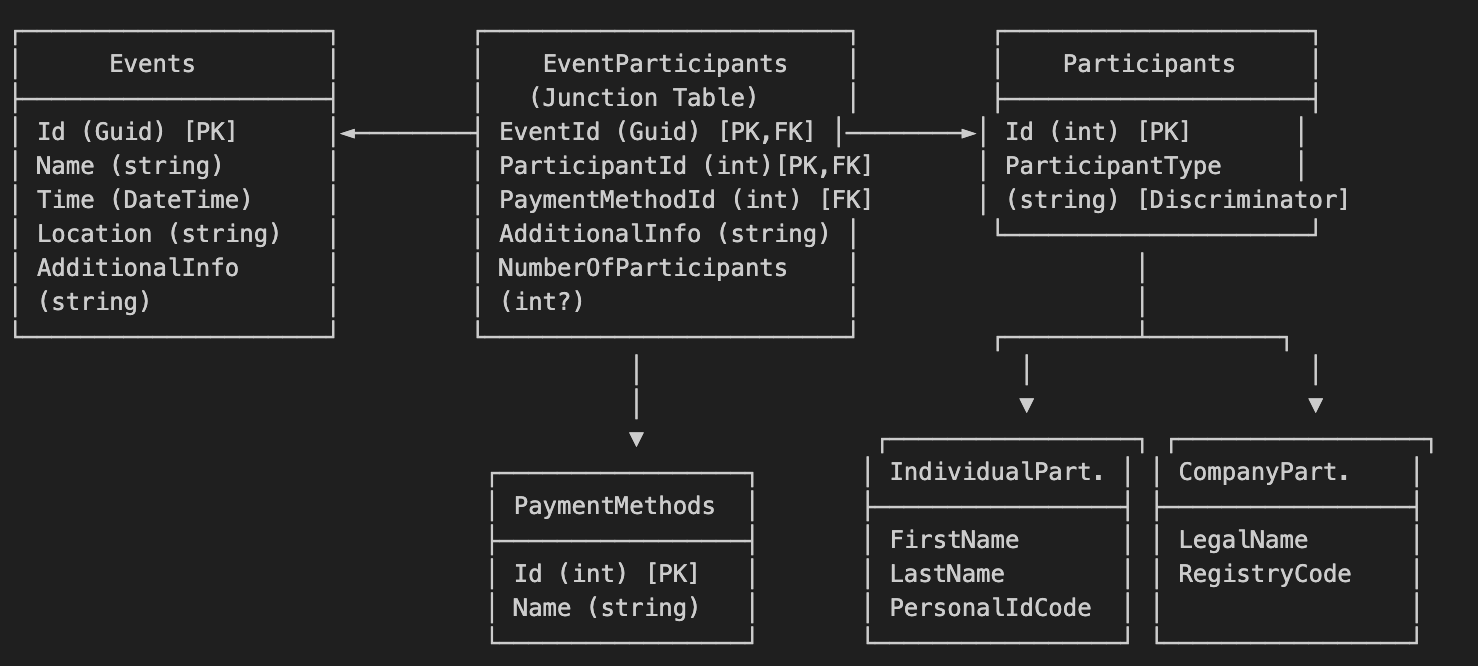 Events
Id (Guid) [PK]
Name (string)
Time (DateTime)
Location (string)
AdditionalInfo
(string)
EventParticipants
(Junction Table)
EventId (Guid) [PK,FK]
ParticipantId (int)[PK,FK]
PaymentMethodId (int) [FK]
AdditionalInfo (string)
NumberOfParticipants
(int?)
Participants
Id (int) [PK]
ParticipantType
(string) [Discriminator]
PaymentMethods
Id (int) [PK]
Name (string)
IndividualPart.
FirstName
LastName
PersonalIdCode
CompanyPart.
LegalName
RegistryCode